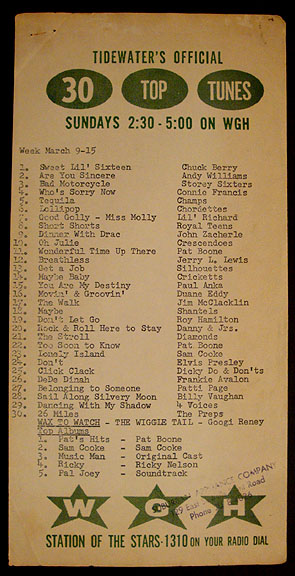 TIDEWATER'S OFFICIAL
30 TOP TUNES
SUNDAYS 2:30 - 5:00 ON WGH
Week March 9-15
1. Sweet Lil' Sixteen Chuck Berry
2. Are You Sincere Andy Williams
3. Bad Motorcycle Storey Sixters
4. Who's Sorry Now Connie Francis
5. Tequila Champs
6. Lollipop Chordettes
7. Good Golly - Miss Molly Lil' Richard
8. Short Shorts Royal Teens
9. Dinner With Drac John Zacherle
10. Oh Julie Crescendoes
11. Wonderful Time Up There Pat Boone
12. Breathless Jerry L. Lewis
13. Get a Job Silhouettes
14. Maybe Baby Cricketts
15. You Are My Destiny Paul Anka
16. Movin' & Groovin' Duane Eddy
17. The Walk Jim McClacklin
18. Maybe Shantels
19. Don't Let Go Roy Hamilton
20. Rock & Roll Here to Stay Danny & Jrs.
21. The Stroll Diamonds
22. Too Soon to Know Pat Boone
23. Lonely Island Sam Cooke
24. Don't Elvis Presley
25. Click Clack Dicky Do & Don'ts
26. DeDe Dinah Frankie Avalon
27. Belonging to Someone Patti Page
28. Sail Along Silvery Moon Billy Vaughan
29. Dancing With My Shadow 4 Voices
30. 26 Miles The Preps
WAX TO WATCH - THE WIGGLE TAIL - Googi Reney
Top Albums
1. Pat's Hits - Pat Boone
2. Sam Cooke - Sam Cooke
3. Music Man - Original Cast
4. Ricky - Ricky Nelson
5. Pal Joey - Soundtrack
COMPANY
29 East Road
Phone
W G H
STATION OF THE STARS-1310 ON YOUR RADIO DIAL